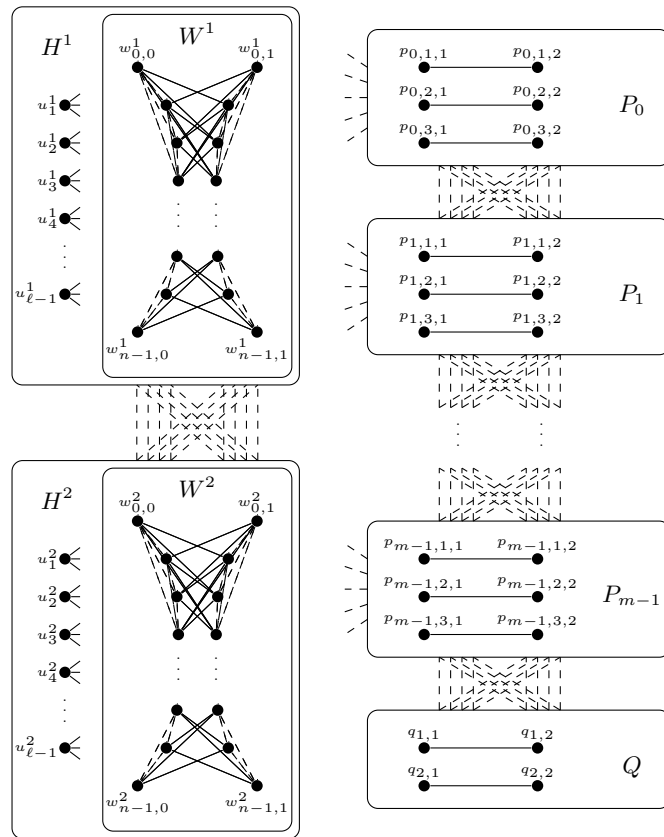 H^1
W^1
w^1_{0,0} w^1_{0,1}
u^1_1
u^1_2
u^1_3
u^1_4
u^1_{ℓ−1}
w^1_{n−1,0} w^1_{n−1,1}
H^2
W^2
w^2_{0,0} w^2_{0,1}
u^2_1
u^2_2
u^2_3
u^2_4
u^2_{ℓ−1}
w^2_{n−1,0} w^2_{n−1,1}
p_{0,1,1} p_{0,1,2}
p_{0,2,1} p_{0,2,2}
P_0
p_{0,3,1} p_{0,3,2}
p_{1,1,1} p_{1,1,2}
p_{1,2,1} p_{1,2,2}
P_1
p_{1,3,1} p_{1,3,2}
p_{m−1,1,1} p_{m−1,1,2}
p_{m−1,2,1} p_{m−1,2,2}
P_{m−1}
p_{m−1,3,1} p_{m−1,3,2}
q_{1,1} q_{1,2}
Q
q_{2,1} q_{2,2}